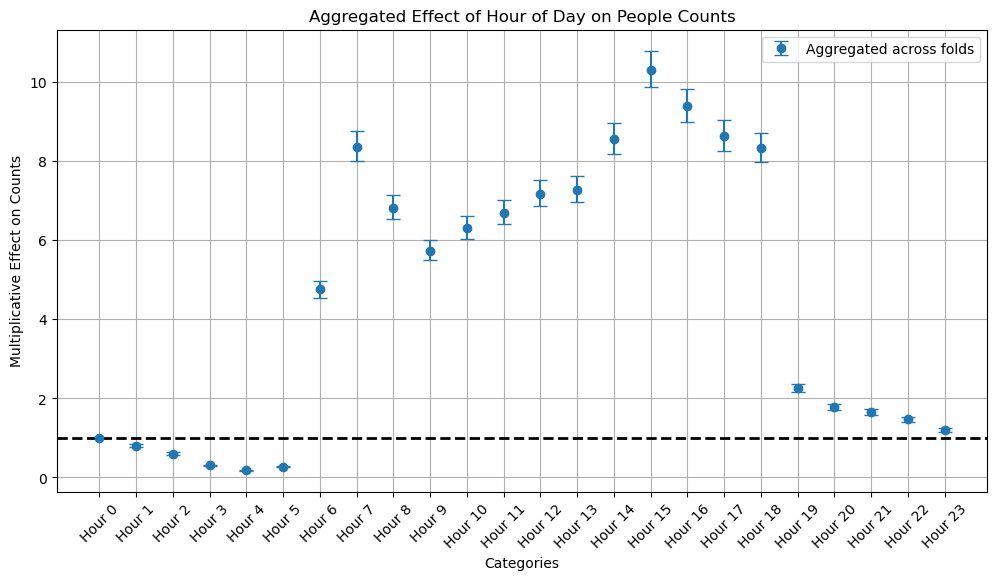 Aggregated Effect of Hour of Day on People Counts
Aggregated across folds
Multiplicative Effect on Counts
10
8
6
4
2
0
Hour 0
Hour 1
Hour 2
Hour 3
Hour 4
Hour 5
Hour 6
Hour 7
Hour 8
Hour 9
Hour 10
Hour 11
Hour 12
Hour 13
Hour 14
Hour 15
Hour 16
Hour 17
Hour 18
Hour 19
Hour 20
Hour 21
Hour 22
Hour 23
Categories